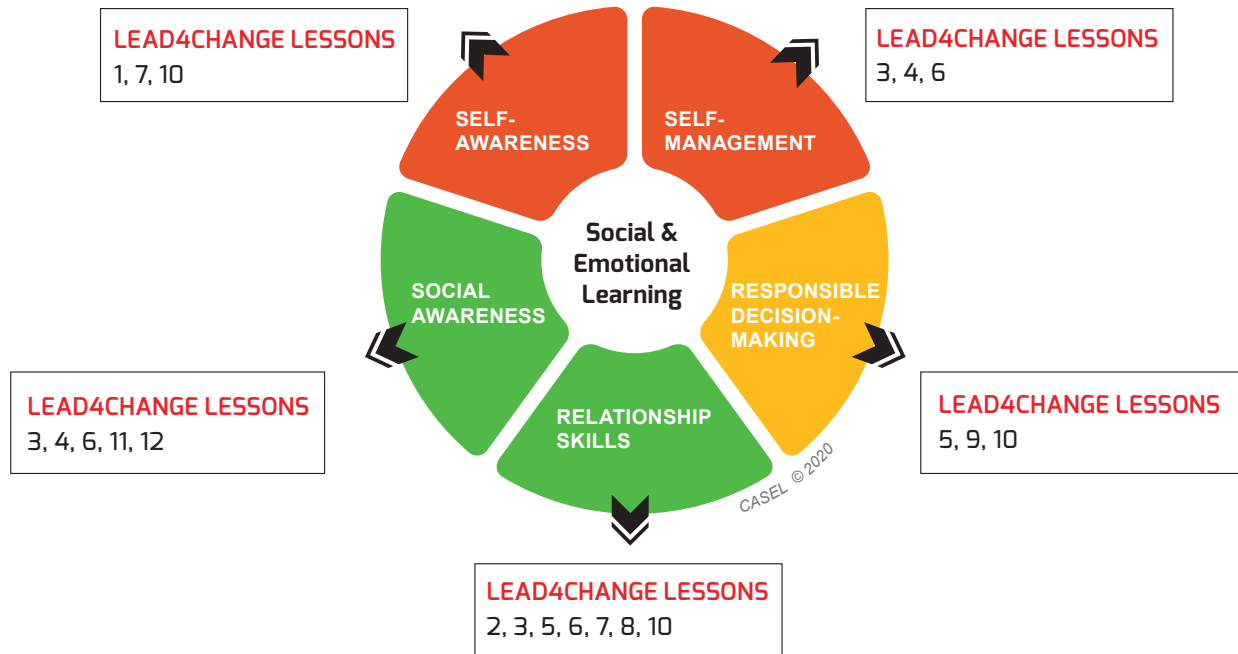 LEAD4CHANGE LESSONS
1, 7, 10
LEAD4CHANGE LESSONS
3, 4, 6
SELF-
AWARENESS
SELF-
MANAGEMENT
Social &
Emotional
Learning
SOCIAL
AWARENESS
RESPONSIBLE
DECISION-
MAKING
LEAD4CHANGE LESSONS
3, 4, 6, 11, 12
LEAD4CHANGE LESSONS
5, 9, 10
RELATIONSHIP
SKILLS
CASEL © 2020
LEAD4CHANGE LESSONS
2, 3, 5, 6, 7, 8, 10